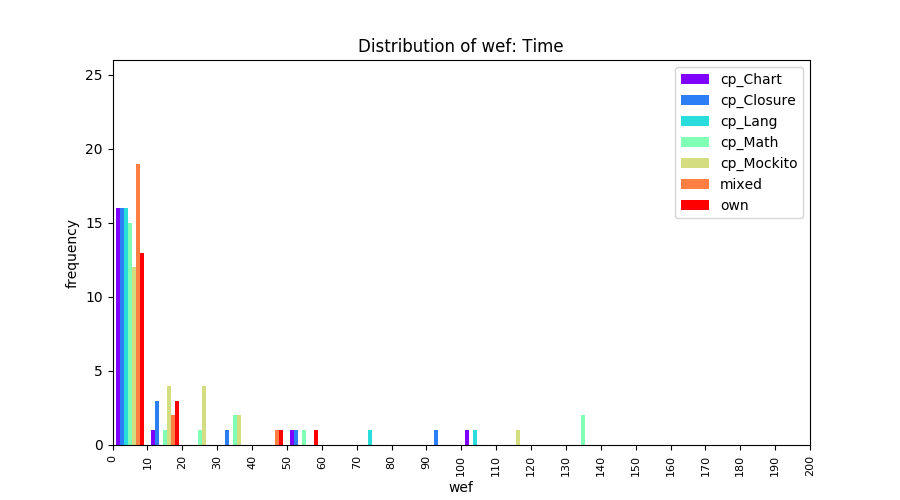 Distribution of wef: Time
frequency
25
20
15
10
5
0
0 10 20 30 40 50 60 70 80 90 100 110 120 130 140 150 160 170 180 190 200
wef
cp_Chart
cp_Closure
cp_Lang
cp_Math
cp_Mockito
mixed
own